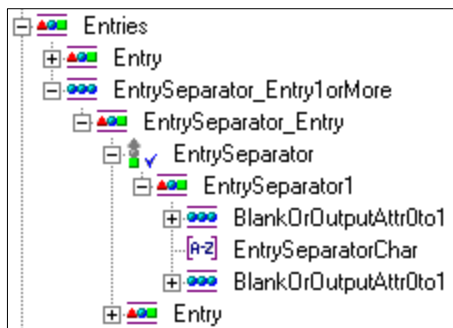 Entries
Entry
EntrySeparator_Entry1orMore
EntrySeparator_Entry
EntrySeparator
EntrySeparator1
BlankOrOutputAttr0to1
[A-Z] EntrySeparatorChar
BlankOrOutputAttr0to1
Entry